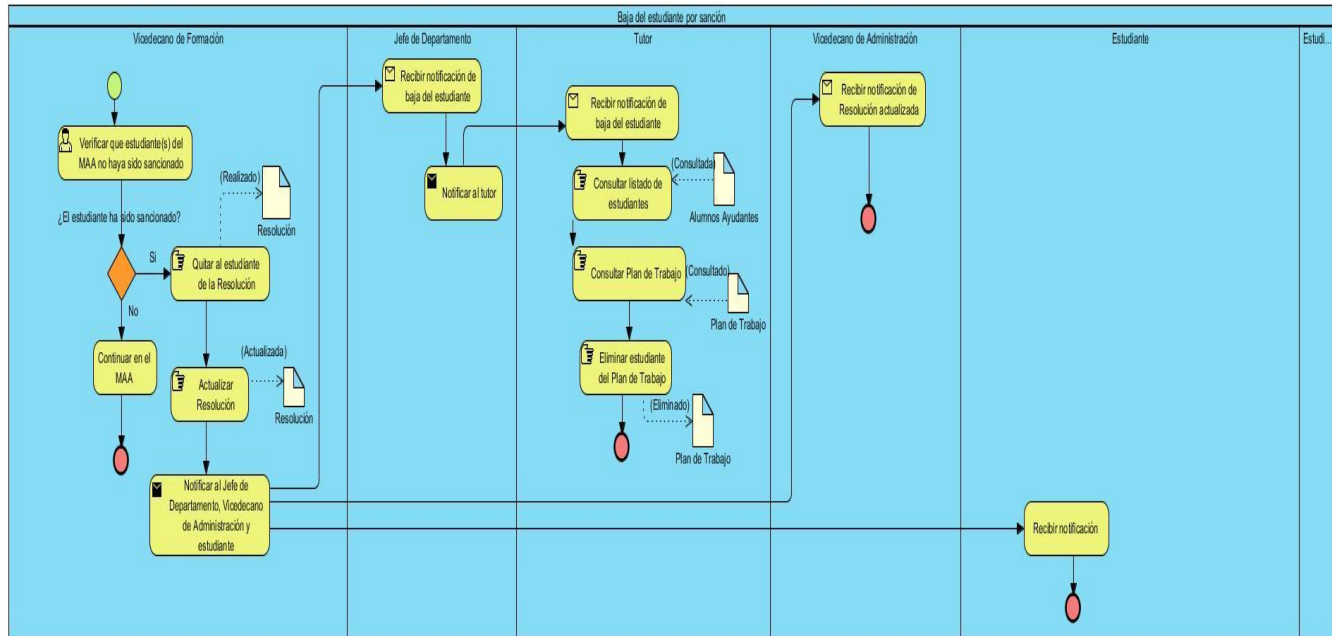 Baja del estudiante por sanción
Vicedecano de Formación
Jefe de Departamento
Tutor
Vicedecano de Administración
Estudiante
Estudi...
Verificar que estudiante(s) del
MAA no haya sido sancionado
¿El estudiante ha sido sancionado?
Si
No
Continuar en el
MAA
(Realizado)
Resolución
Quitar al estudiante
de la Resolución
(Actualizada)
Actualizar
Resolución
Resolución
Notificar al Jefe de
Departamento, Vicedecano
de Administración y
estudiante
Recibir notificación de
baja del estudiante
Notificar al tutor
Recibir notificación de
baja del estudiante
(Consultada)
Consultar listado de
estudiantes
Alumnos Ayudantes
Consultar Plan de Trabajo
(Consultado)
Plan de Trabajo
Eliminar estudiante
del Plan de Trabajo
(Eliminado)
Plan de Trabajo
Recibir notificación de
Resolución actualizada
Recibir notificación